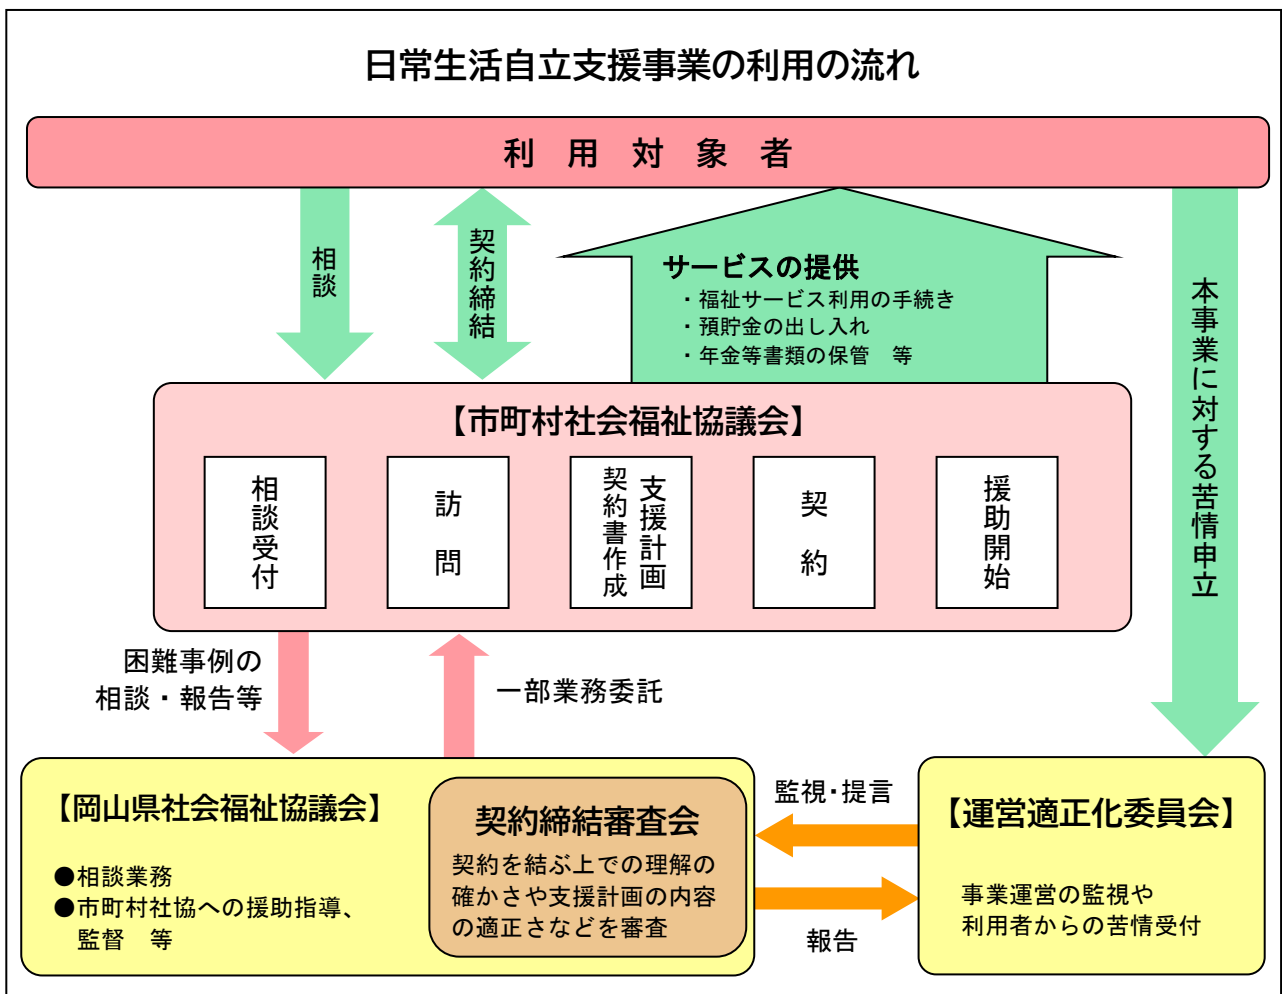 日常生活自立支援事業の利用の流れ
利用対象者
相談
契約締結
サービスの提供
・福祉サービス利用の手続き
・預貯金の出し入れ
・年金等書類の保管　等
本事業に対する苦情申立
【市町村社会福祉協議会】
相談受付
訪問
支援計画
契約書作成
契約
援助開始
困難事例の
相談・報告等
一部業務委託
【岡山県社会福祉協議会】
●相談業務
●市町村社協への援助指導、
監督　等
契約締結審査会
契約を結ぶ上での理解の
確かさや支援計画の内容
の適正さなどを審査
監視・提言
報告
【運営適正化委員会】
事業運営の監視や
利用者からの苦情受付